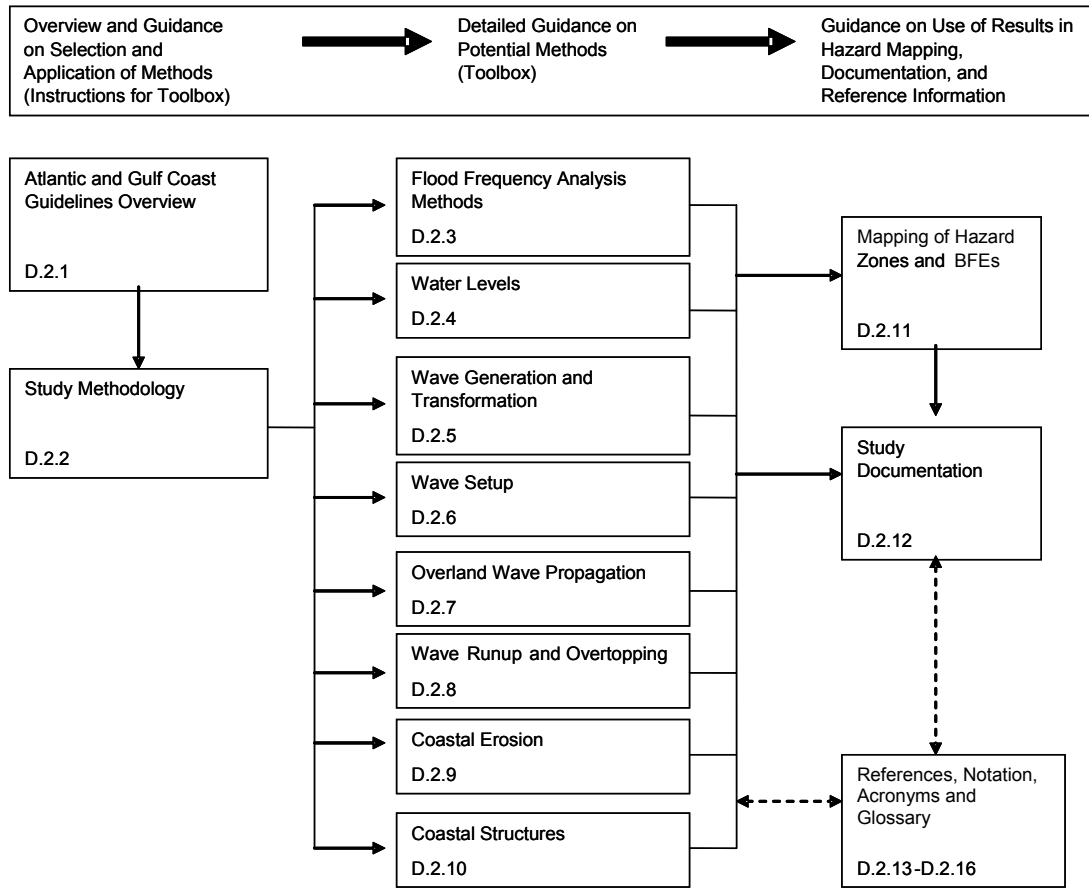 Overview and Guidance
on Selection and
Application of Methods
(Instructions for Toolbox)
Detailed Guidance on
Potential Methods
(Toolbox)
Guidance on Use of Results in
Hazard Mapping,
Documentation, and
Reference Information
Atlantic and Gulf Coast
Guidelines Overview
D.2.1
Study Methodology
D.2.2
Flood Frequency Analysis
Methods
D.2.3
Water Levels
D.2.4
Wave Generation and
Transformation
D.2.5
Wave Setup
D.2.6
Overland Wave Propagation
D.2.7
Wave Runup and Overtopping
D.2.8
Coastal Erosion
D.2.9
Coastal Structures
D.2.10
Mapping of Hazard
Zones and BFEs
D.2.11
Study
Documentation
D.2.12
References, Notation,
Acronyms and
Glossary
D.2.13-D.2.16